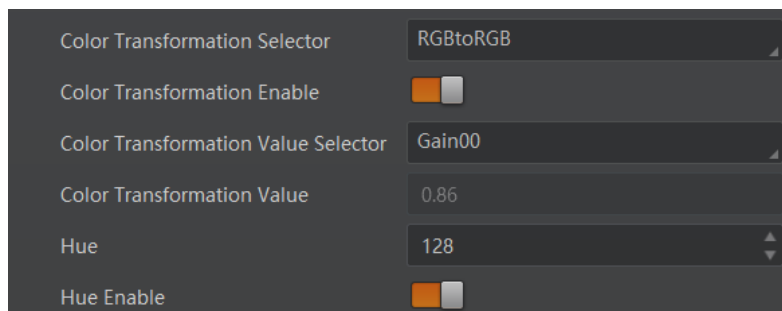 Color Transformation Selector RGBtoRGB
Color Transformation Enable
Color Transformation Value Selector Gain00
Color Transformation Value 0.86
Hue 128
Hue Enable